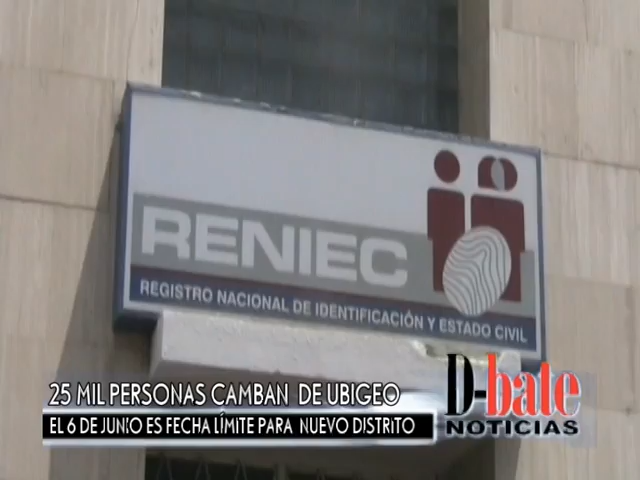 RENIEC
REGISTRO NACIONAL DE IDENTIFICACIÓN Y ESTADO CIVIL
25 MIL PERSONAS CAMBAN DE UBIGEO
EL 6 DE JUNIO ES FECHA LÍMITE PARA NUEVO DISTRITO
D-bate
NOTICIAS